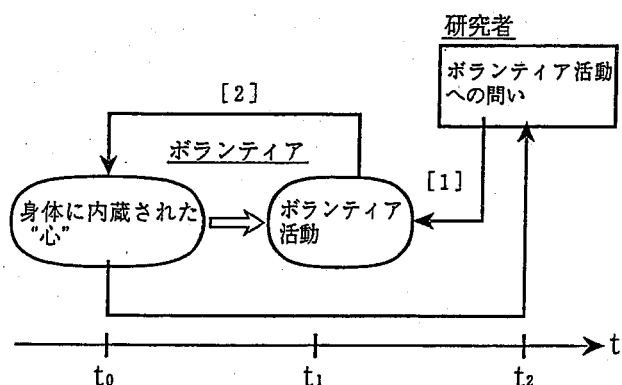 研究者
ボランティア活動
への問い
[2]
ボランティア
[1]
身体に内蔵された
“心”
ボランティア
活動
t
t₀
t₁
t₂